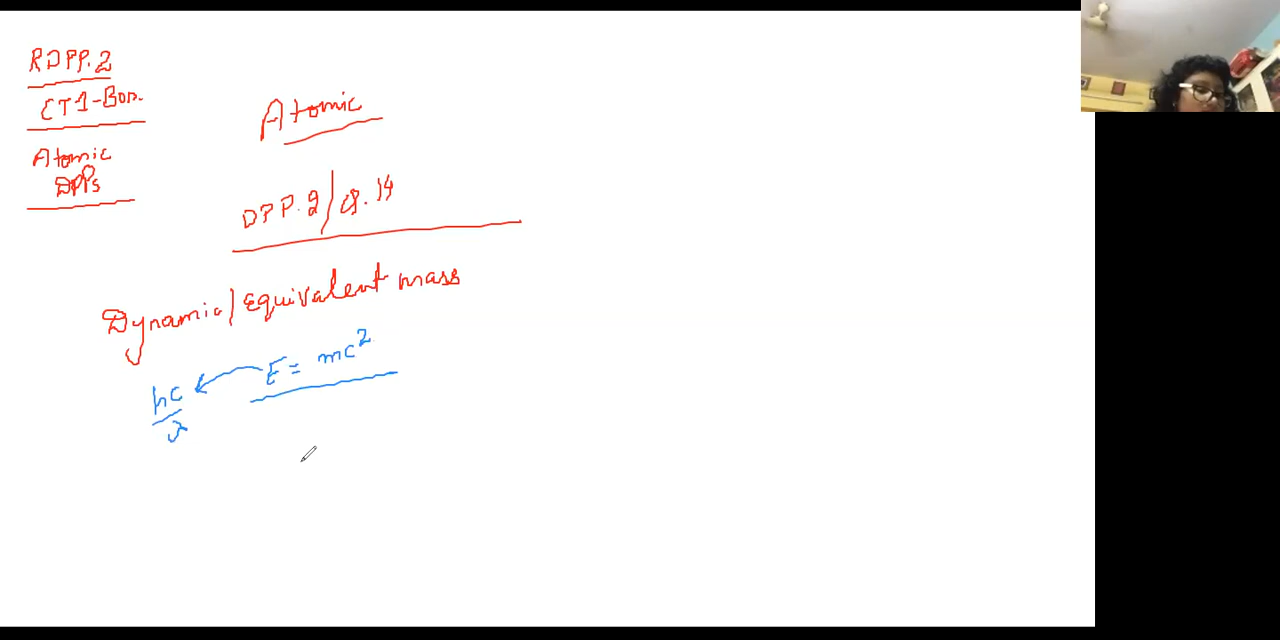 RDPP.2
CT1-Bon.
Atomic
DPPs
Atomic
DPP.2/Q.14
Dynamic/Equivalent mass
E = mc²
hc
λ